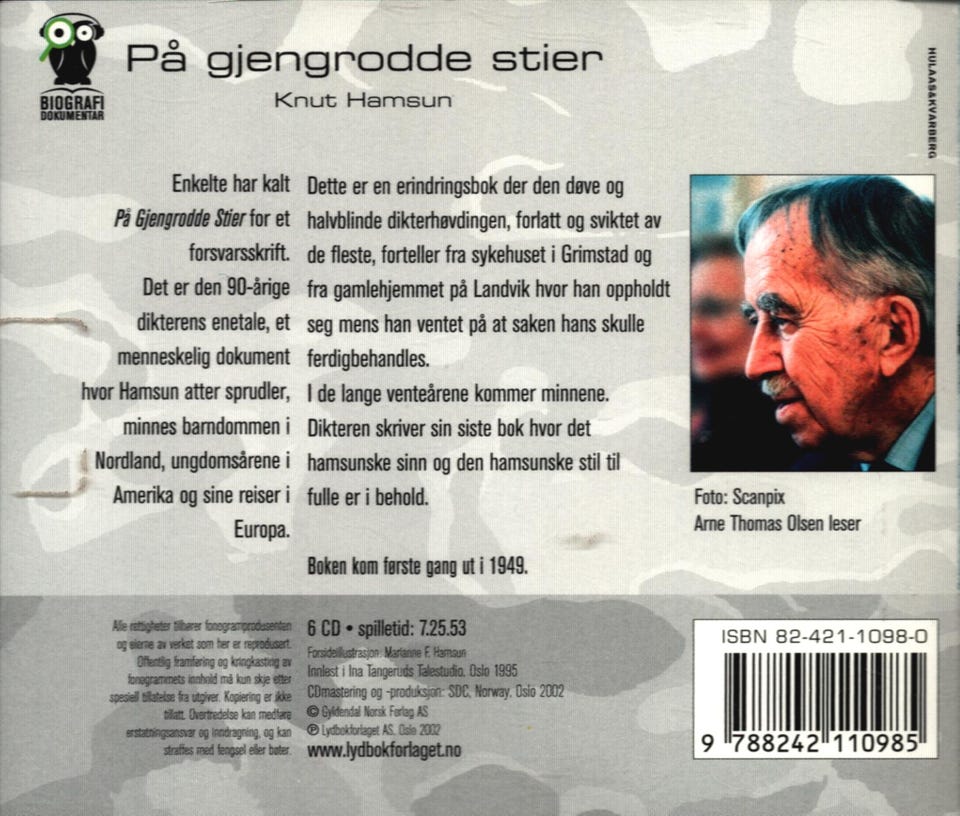 På gjengrodde stier
Knut Hamsun
BIOGRAFI
DOKUMENTAR
HULAAS&KVARBERG
Enkelte har kalt
På Gjengrodde Stier for et
forsvarsskrift.
Det er den 90-årige
dikterens enetale, et
menneskelig dokument
hvor Hamsun atter sprudler,
minnes barndommen i
Nordland, ungdomsårene i
Amerika og sine reiser i
Europa.
Dette er en erindringsbok der den døve og
halvblinde dikterhøvdingen, forlatt og sviktet av
de fleste, forteller fra sykehuset i Grimstad og
fra gamlehjemmet på Landvik hvor han oppholdt
seg mens han ventet på at saken hans skulle
ferdigbehandles.
I de lange venteårene kommer minnene.
Dikteren skriver sin siste bok hvor det
hamsunske sinn og den hamsunske stil til
fulle er i behold.
Boken kom første gang ut i 1949.
Foto: Scanpix
Arne Thomas Olsen leser
Alle rettigheter tilhører fonogramprodusenten
og eierne av verket som her er reprodusert.
Offentlig framføring og kringkasting av
fonogrammets innhold må kun skje etter
spesiell tillatelse fra utgiver. Kopiering er ikke
tillatt. Overtredelse kan medføre
erstatningsansvar og inndragning, og kan
straffes med fengsel eller bøter.
6 CD • spilletid: 7.25.53
Forsideillustrasjon: Marianne F. Hamsun
Innlest i Ina Tangeruds Talestudio, Oslo 1995
CDmastering og -produksjon: SDC, Norway, Oslo 2002
© Gyldendal Norsk Forlag AS
℗ Lydbokforlaget AS, Oslo 2002
www.lydbokforlaget.no
ISBN 82-421-1098-0
9 788242 110985